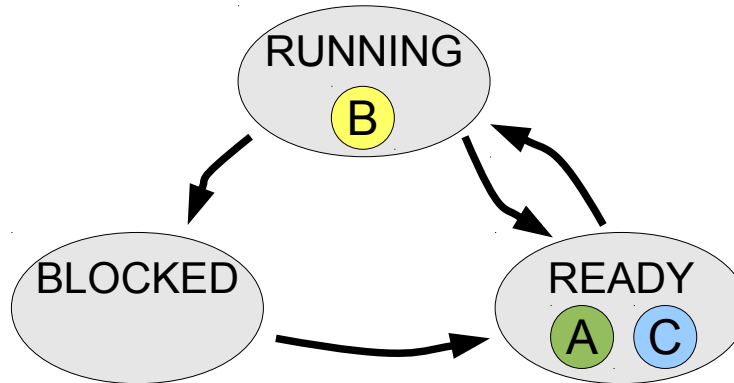 RUNNING
B
BLOCKED
READY
A C